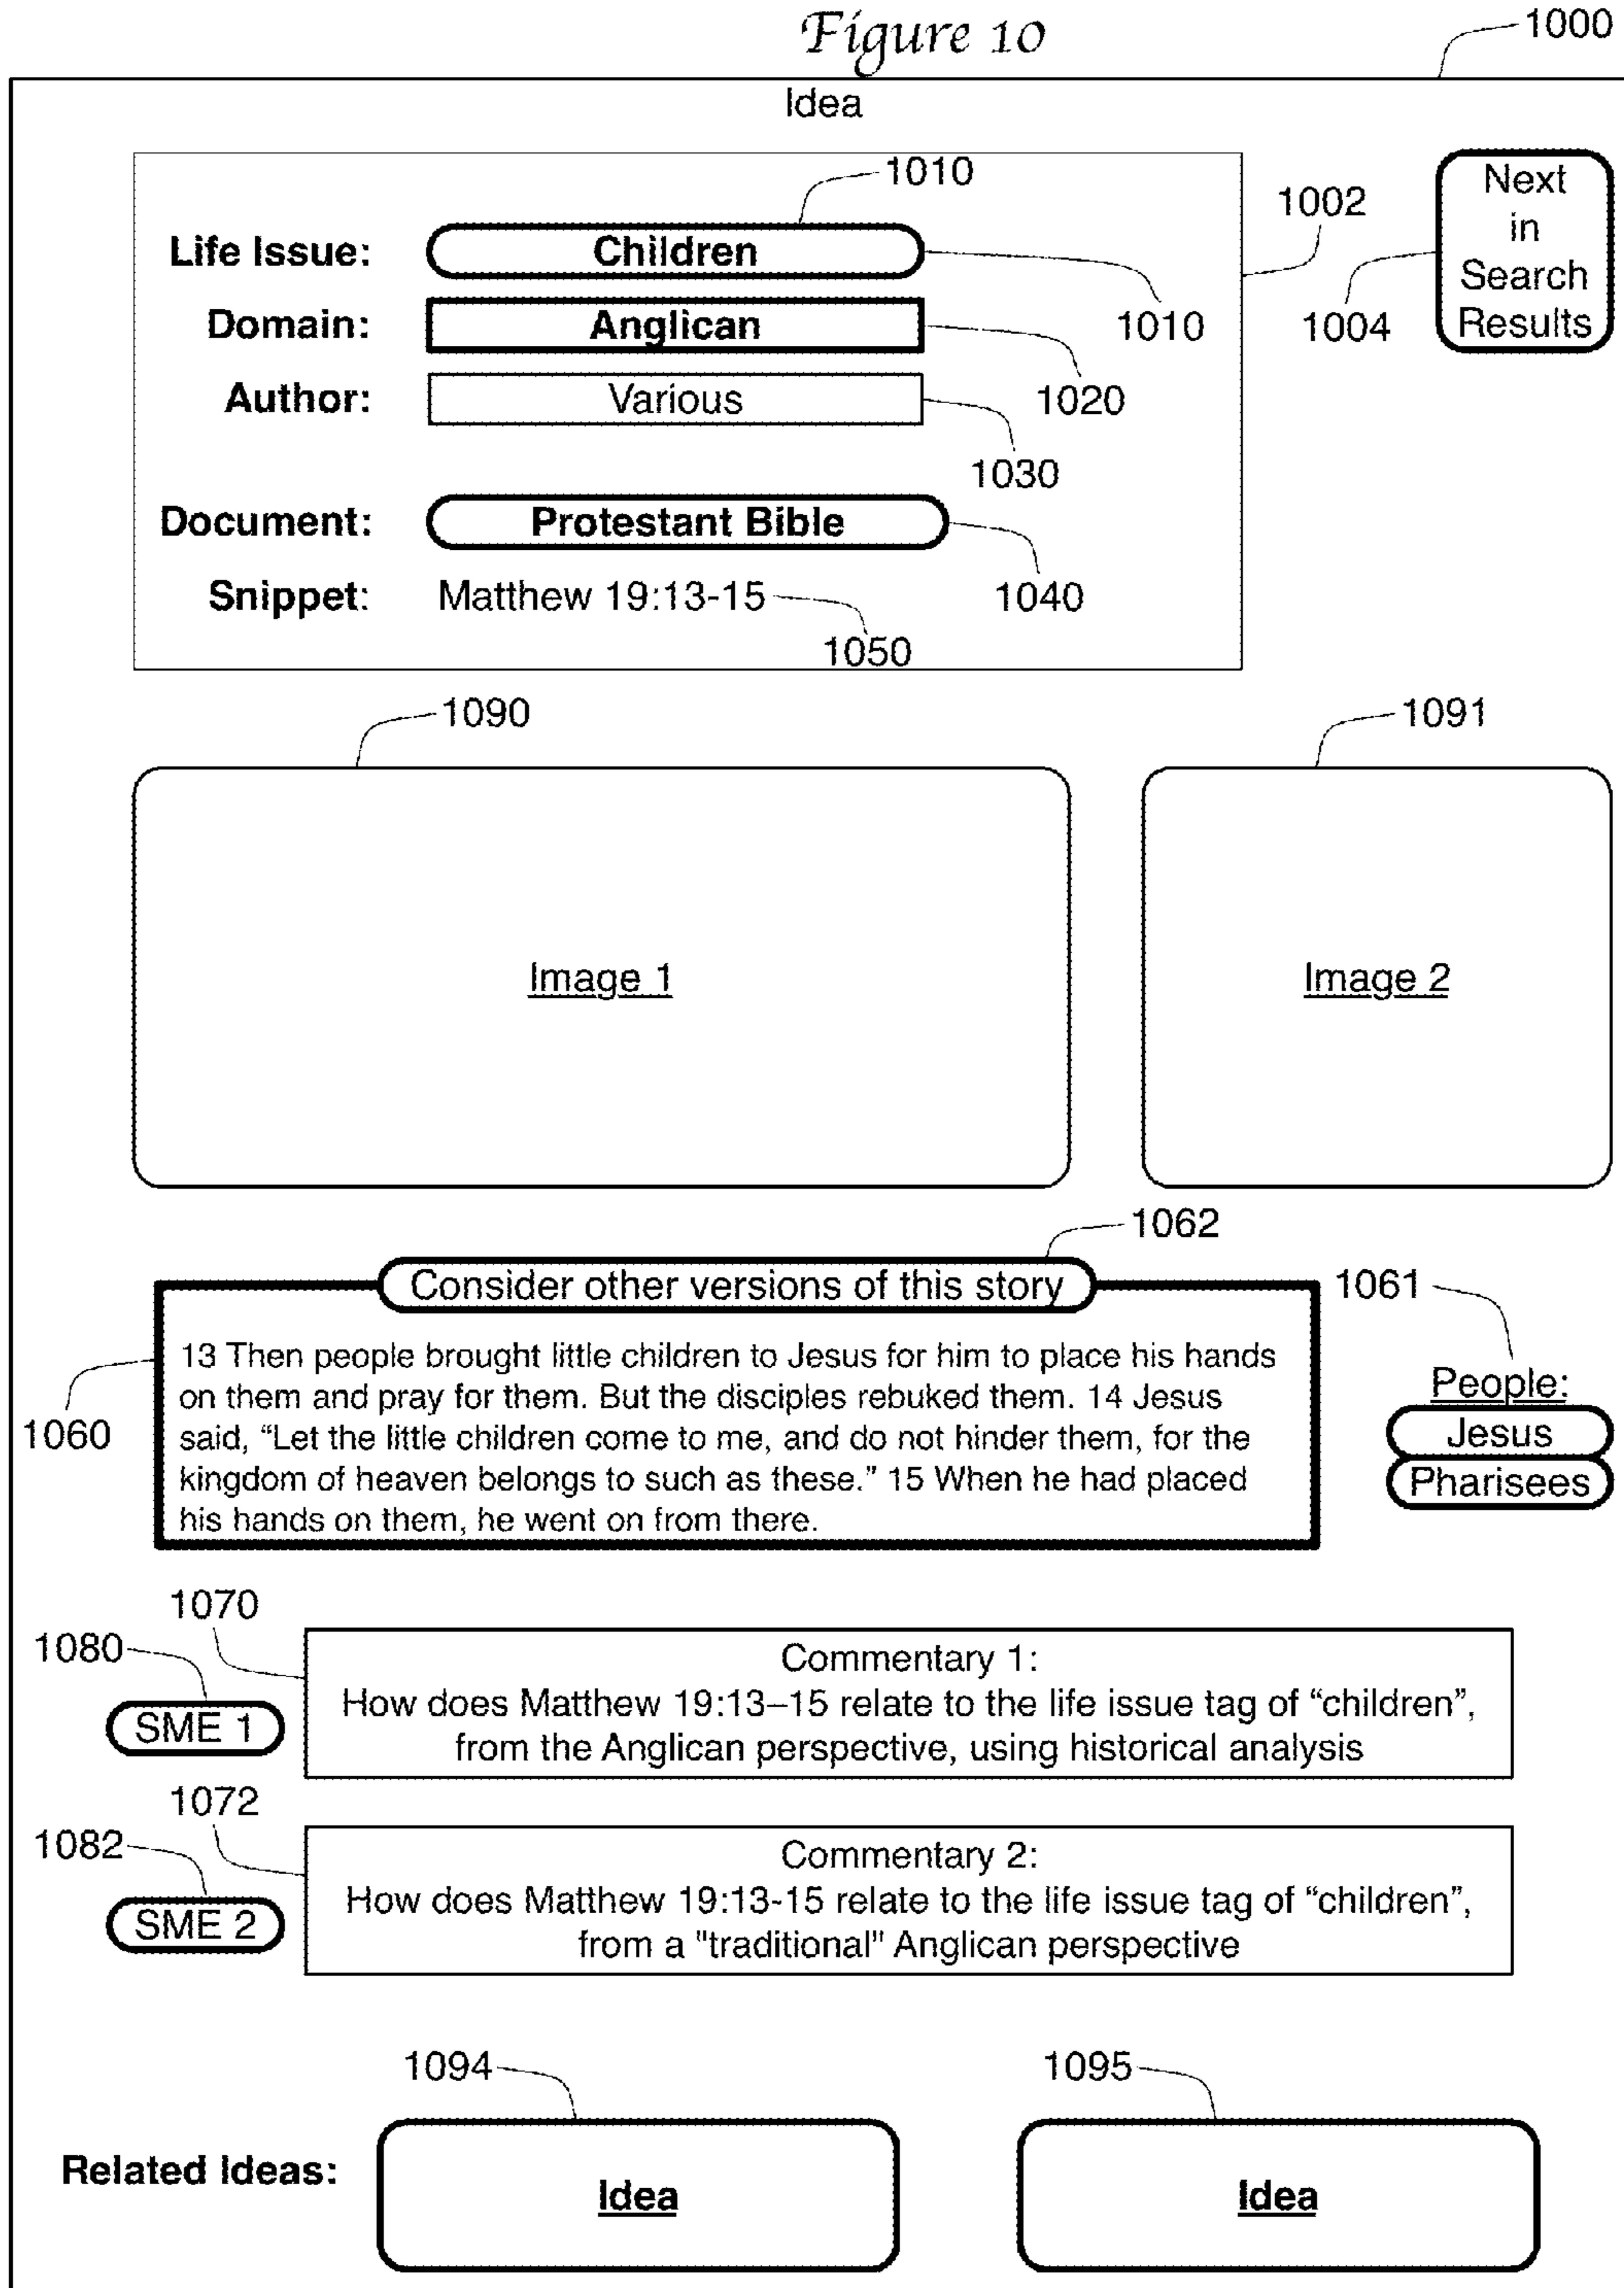 Figure 10
1000
Idea
1010
Life Issue: Children
1002
Next
in
Search
Results
1004
Domain: Anglican
1010
Author: Various
1020
1030
Document: Protestant Bible
Snippet: Matthew 19:13-15
1040
1050
1090
1091
Image 1
Image 2
1062
Consider other versions of this story
1061
13 Then people brought little children to Jesus for him to place his hands
on them and pray for them. But the disciples rebuked them. 14 Jesus
said, “Let the little children come to me, and do not hinder them, for the
kingdom of heaven belongs to such as these.” 15 When he had placed
his hands on them, he went on from there.
1060
People:
Jesus
Pharisees
1070
1080
SME 1
Commentary 1:
How does Matthew 19:13–15 relate to the life issue tag of “children”,
from the Anglican perspective, using historical analysis
1072
1082
SME 2
Commentary 2:
How does Matthew 19:13-15 relate to the life issue tag of “children”,
from a "traditional" Anglican perspective
1094
1095
Related Ideas:
Idea
Idea